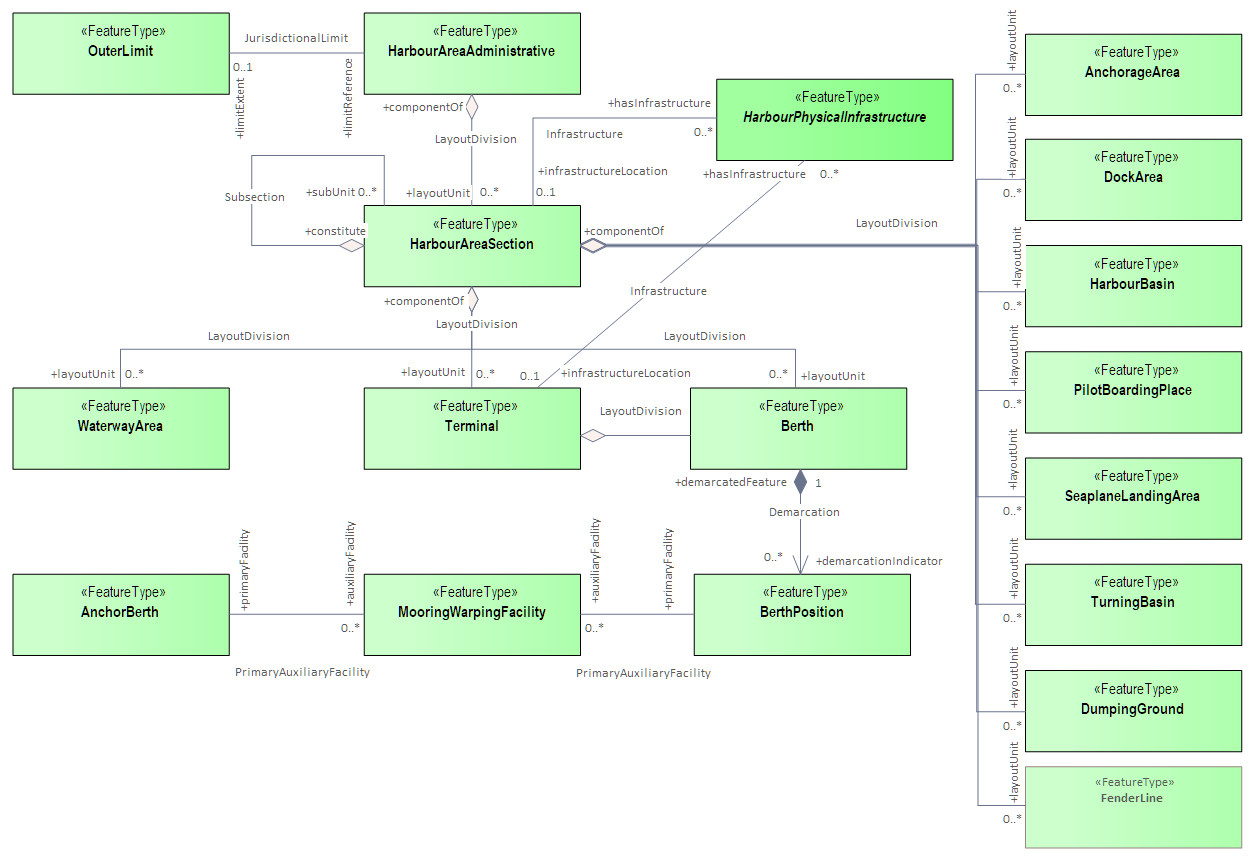 «FeatureType»
OuterLimit
JurisdictionalLimit
0..1
+limitExtent
+limitReference
«FeatureType»
HarbourAreaAdministrative
+componentOf
LayoutDivision
+layoutUnit
0..*
+hasInfrastructure
0..*
Infrastructure
+infrastructureLocation
0..1
«FeatureType»
HarbourPhysicalInfrastructure
+hasInfrastructure
0..*
Infrastructure
Subsection
+subUnit
0..*
+constitute
«FeatureType»
HarbourAreaSection
+componentOf
LayoutDivision
+componentOf
LayoutDivision
LayoutDivision
LayoutDivision
+layoutUnit
0..*
+layoutUnit
0..*
0..1
+infrastructureLocation
0..*
+layoutUnit
«FeatureType»
WaterwayArea
«FeatureType»
Terminal
LayoutDivision
«FeatureType»
Berth
+demarcatedFeature
1
Demarcation
0..*
+demarcationIndicator
«FeatureType»
AnchorBerth
+primaryFacility
+auxiliaryFacility
0..*
PrimaryAuxiliaryFacility
«FeatureType»
MooringWarpingFacility
+auxiliaryFacility
0..*
+primaryFacility
PrimaryAuxiliaryFacility
«FeatureType»
BerthPosition
+layoutUnit
0..*
«FeatureType»
AnchorageArea
+layoutUnit
0..*
«FeatureType»
DockArea
+layoutUnit
0..*
«FeatureType»
HarbourBasin
+layoutUnit
0..*
«FeatureType»
PilotBoardingPlace
+layoutUnit
0..*
«FeatureType»
SeaplaneLandingArea
+layoutUnit
0..*
«FeatureType»
TurningBasin
+layoutUnit
0..*
«FeatureType»
DumpingGround
+layoutUnit
0..*
«FeatureType»
FenderLine